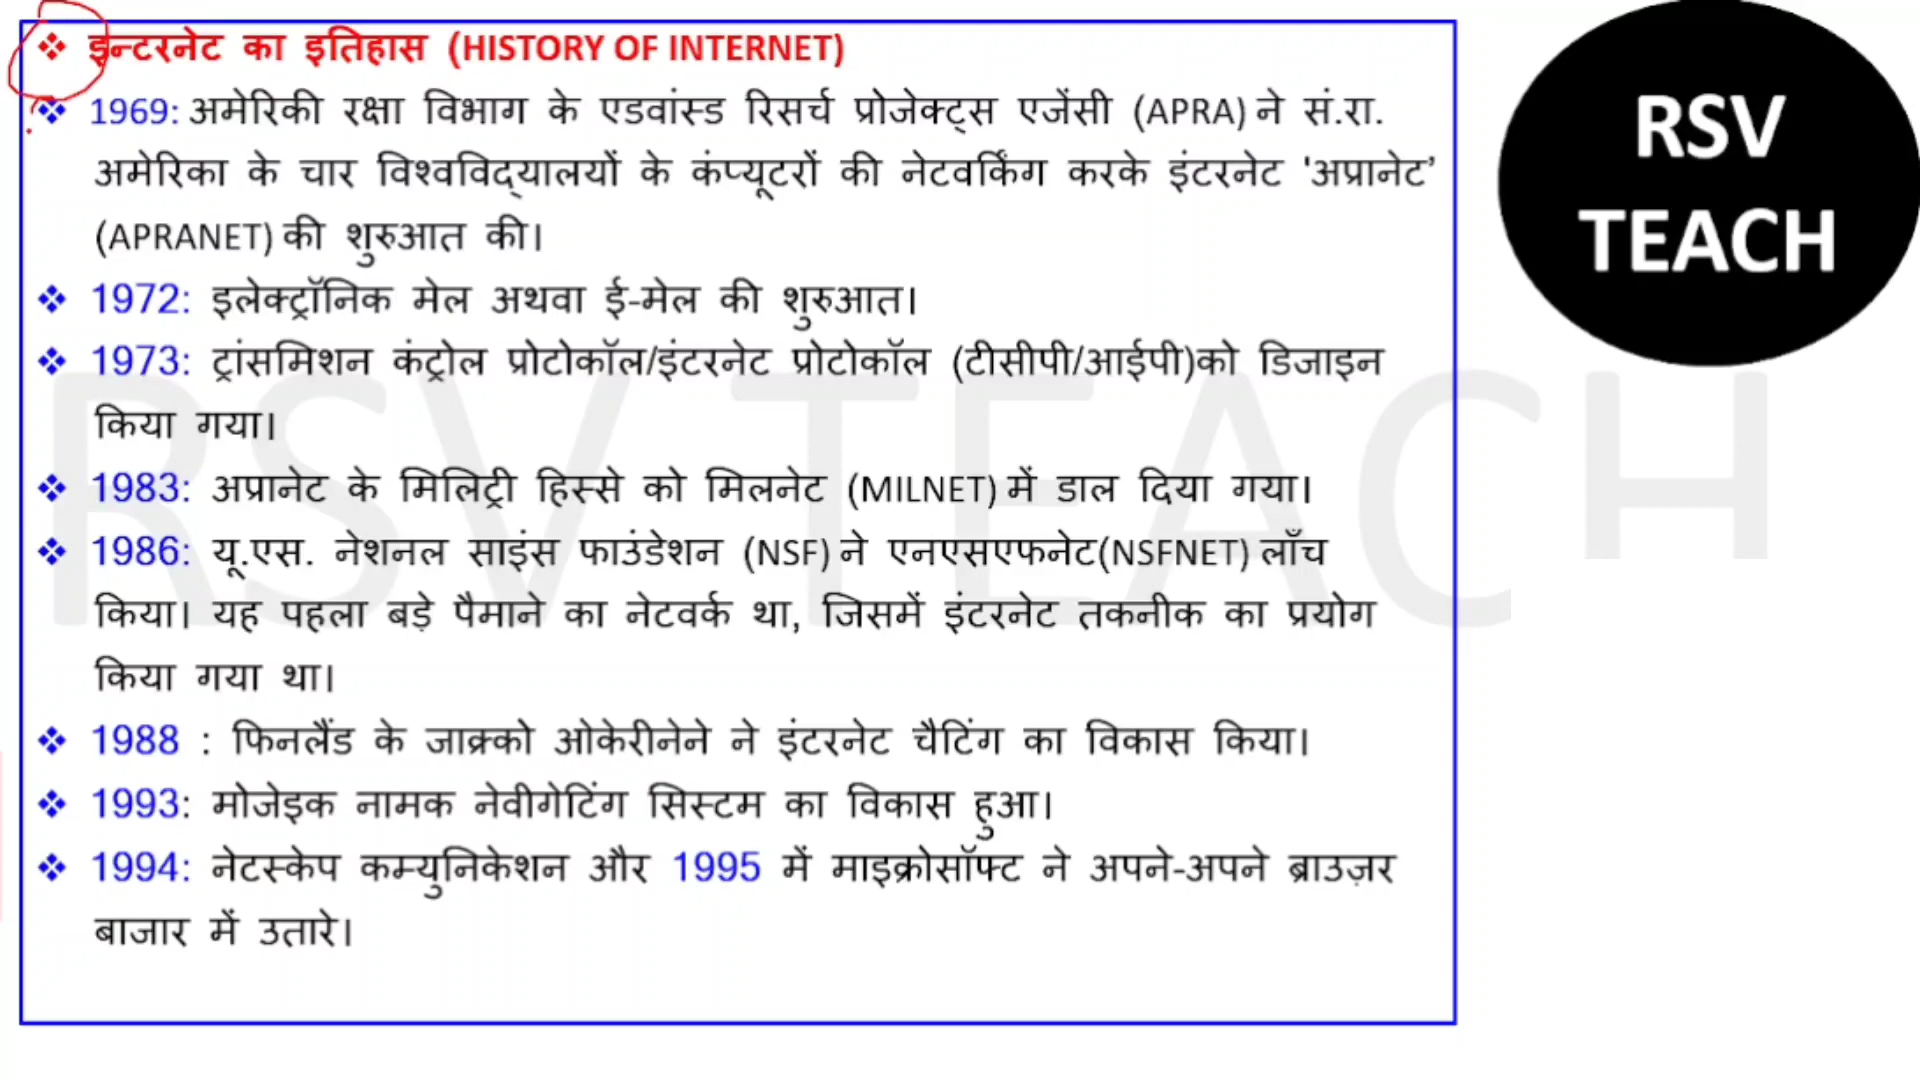 इन्टरनेट का इतिहास (HISTORY OF INTERNET)
1969: अमेरिकी रक्षा विभाग के एडवांस्ड रिसर्च प्रोजेक्ट्स एजेंसी (APRA) ने सं.रा.
अमेरिका के चार विश्वविद्यालयों के कंप्यूटरों की नेटवर्किंग करके इंटरनेट 'अप्रानेट’
(APRANET) की शुरुआत की।
1972: इलेक्ट्रॉनिक मेल अथवा ई-मेल की शुरुआत।
1973: ट्रांसमिशन कंट्रोल प्रोटोकॉल/इंटरनेट प्रोटोकॉल (टीसीपी/आईपी)को डिजाइन
किया गया।
1983: अप्रानेट के मिलिट्री हिस्से को मिलनेट (MILNET) में डाल दिया गया।
1986: यू.एस. नेशनल साइंस फाउंडेशन (NSF) ने एनएसएफनेट(NSFNET) लॉंच
किया। यह पहला बड़े पैमाने का नेटवर्क था, जिसमें इंटरनेट तकनीक का प्रयोग
किया गया था।
1988 : फिनलैंड के जाक्र्को ओकेरीनेने ने इंटरनेट चैटिंग का विकास किया।
1993: मोजेइक नामक नेवीगेटिंग सिस्टम का विकास हुआ।
1994: नेटस्केप कम्युनिकेशन और 1995 में माइक्रोसॉफ्ट ने अपने-अपने ब्राउज़र
बाजार में उतारे।
RSV
TEACH
RSV TEACH